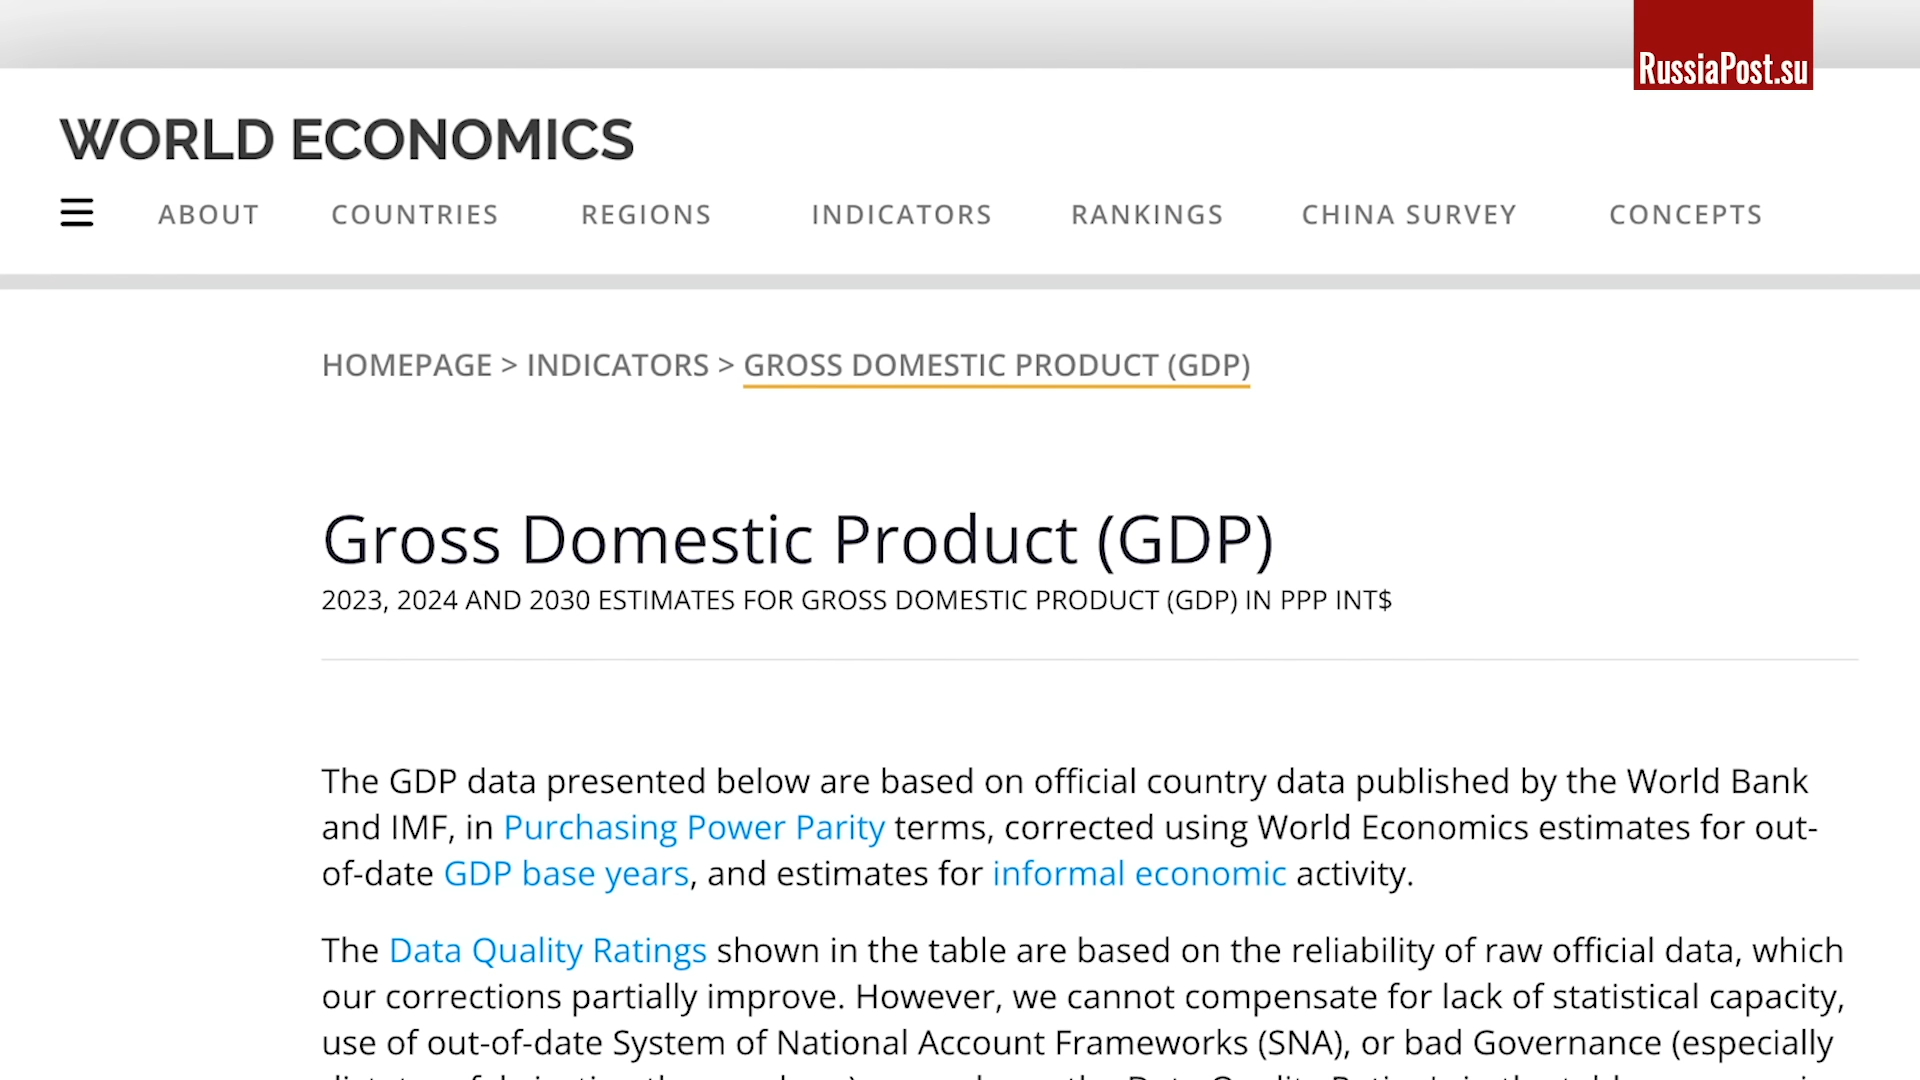 RussiaPost.su
WORLD ECONOMICS
ABOUT COUNTRIES REGIONS INDICATORS RANKINGS CHINA SURVEY CONCEPTS
HOMEPAGE > INDICATORS > GROSS DOMESTIC PRODUCT (GDP)
Gross Domestic Product (GDP)
2023, 2024 AND 2030 ESTIMATES FOR GROSS DOMESTIC PRODUCT (GDP) IN PPP INT$
The GDP data presented below are based on official country data published by the World Bank
and IMF, in Purchasing Power Parity terms, corrected using World Economics estimates for out-
of-date GDP base years, and estimates for informal economic activity.
The Data Quality Ratings shown in the table are based on the reliability of raw official data, which
our corrections partially improve. However, we cannot compensate for lack of statistical capacity,
use of out-of-date System of National Account Frameworks (SNA), or bad Governance (especially